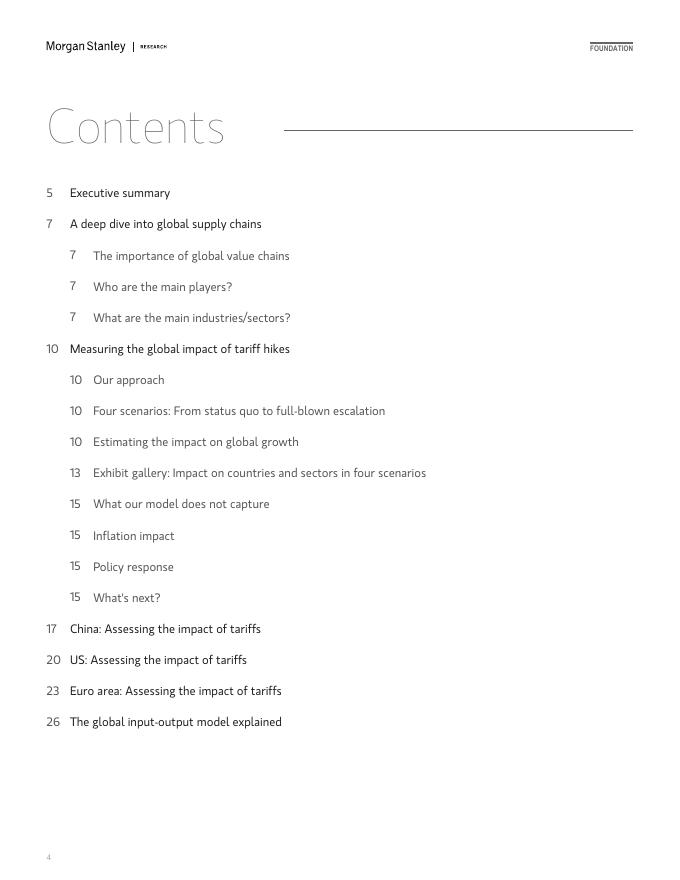 Morgan Stanley | RESEARCH
FOUNDATION
Contents
5 Executive summary
7 A deep dive into global supply chains
7 The importance of global value chains
7 Who are the main players?
7 What are the main industries/sectors?
10 Measuring the global impact of tariff hikes
10 Our approach
10 Four scenarios: From status quo to full-blown escalation
10 Estimating the impact on global growth
13 Exhibit gallery: Impact on countries and sectors in four scenarios
15 What our model does not capture
15 Inflation impact
15 Policy response
15 What's next?
17 China: Assessing the impact of tariffs
20 US: Assessing the impact of tariffs
23 Euro area: Assessing the impact of tariffs
26 The global input-output model explained
4